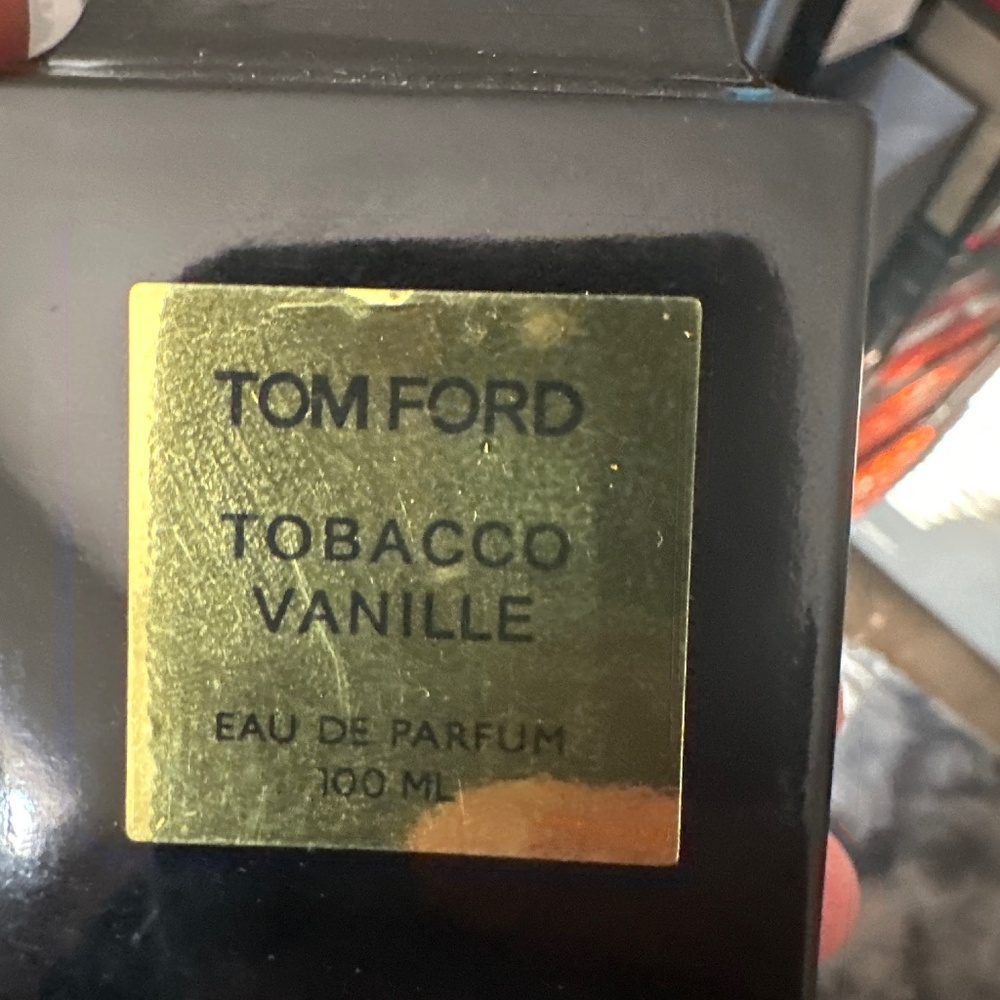 TOM FORD
TOBACCO
VANILLE
EAU DE PARFUM
100 ML